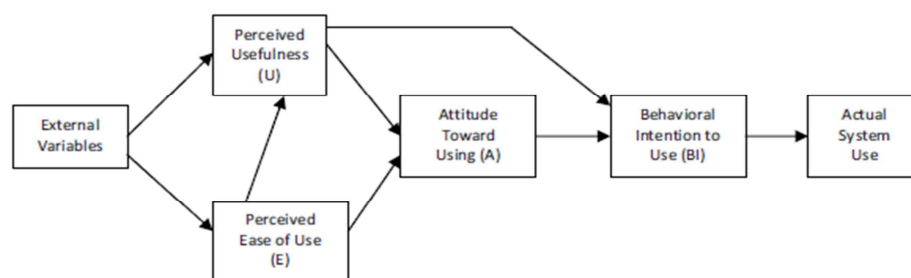 Perceived
Usefulness
(U)
External
Variables
Attitude
Toward
Using (A)
Behavioral
Intention to
Use (BI)
Actual
System
Use
Perceived
Ease of Use
(E)